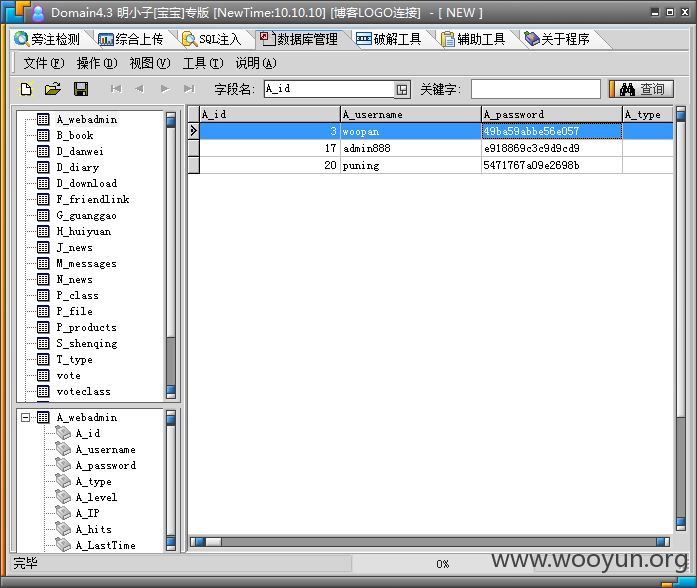 Domain4.3 明小子[宝宝]专版 [NewTime:10.10.10] [博客LOGO连接] - [ NEW ]
旁注检测 综合上传 SQL注入 数据库管理 破解工具 辅助工具 关于程序
文件(F) 操作(D) 视图(V) 工具(T) 说明(A)
字段名: A_id 关键字: 查询
A_webadmin
B_book
D_danwei
D_diary
D_download
F_friendlink
G_guanggao
H_huiyuan
J_news
M_messages
N_news
P_class
P_file
P_products
S_shenqing
T_type
vote
voteclass
A_webadmin
A_id
A_username
A_password
A_type
A_level
A_IP
A_hits
A_LastTime
A_id A_username A_password A_type
3 woopan 49ba59abbe56e057
17 admin888 e918869c3c9d9cd9
20 puning 5471767a09e2698b
完毕 0%
www.wooyun.org